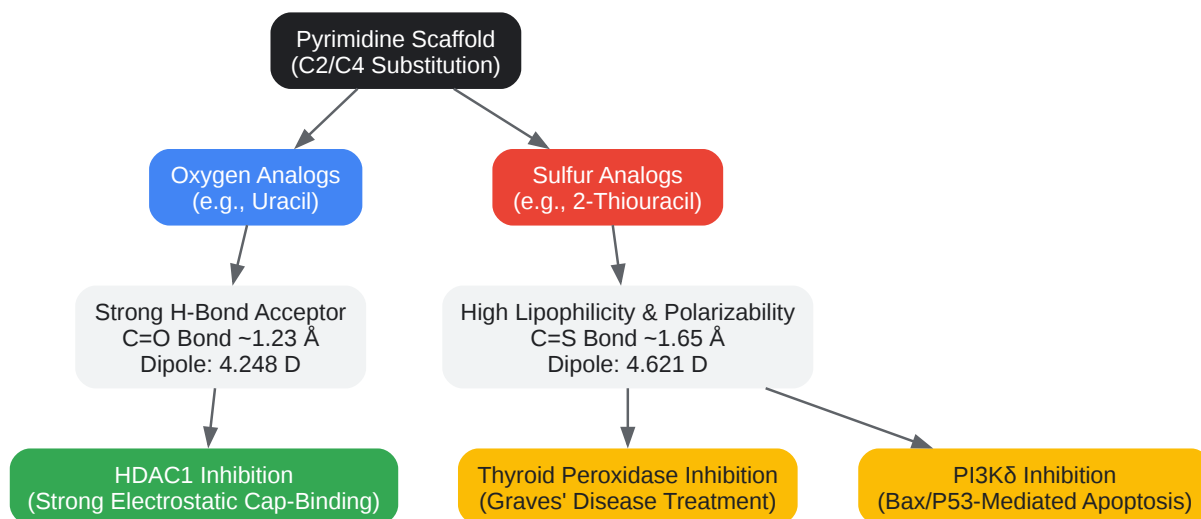 Pyrimidine Scaffold
(C2/C4 Substitution)
Oxygen Analogs
(e.g., Uracil)
Sulfur Analogs
(e.g., 2-Thiouracil)
Strong H-Bond Acceptor
C=O Bond ~1.23 Å
Dipole: 4.248 D
High Lipophilicity & Polarizability
C=S Bond ~1.65 Å
Dipole: 4.621 D
HDAC1 Inhibition
(Strong Electrostatic Cap-Binding)
Thyroid Peroxidase Inhibition
(Graves' Disease Treatment)
PI3Kδ Inhibition
(Bax/P53-Mediated Apoptosis)